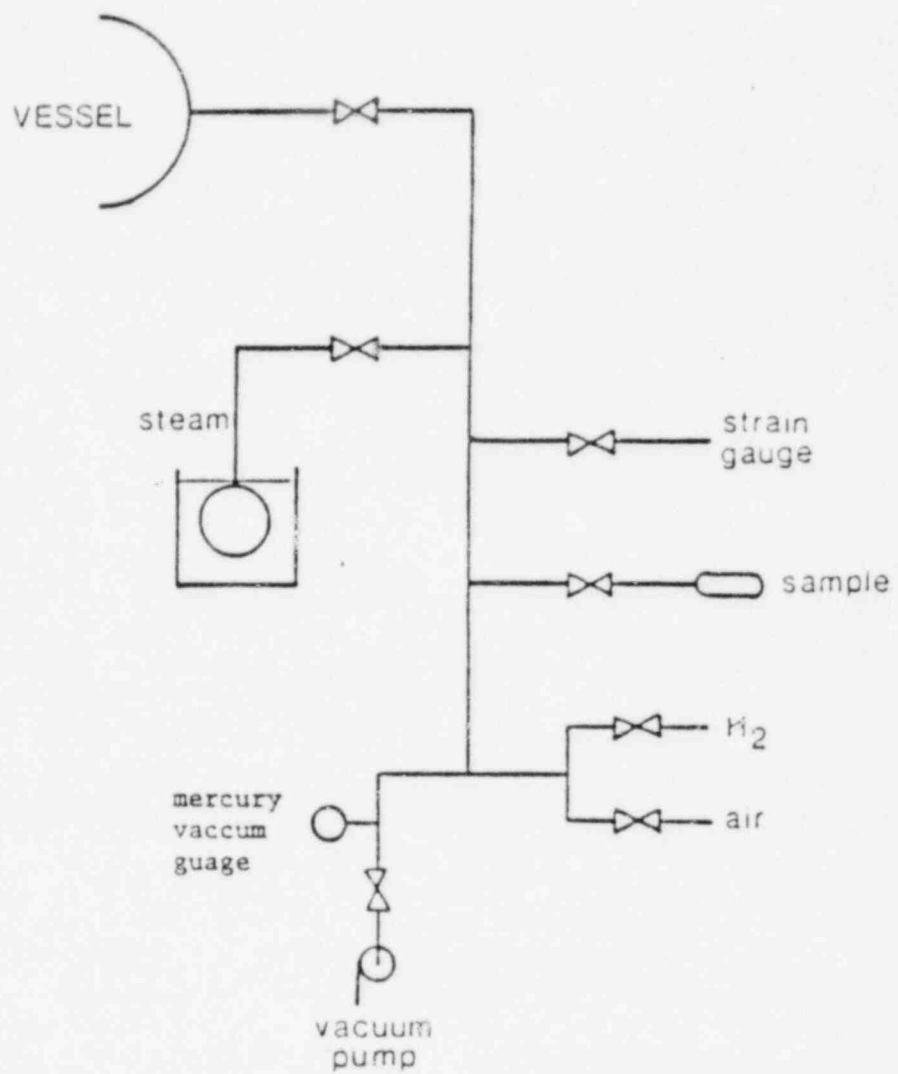 VESSEL
steam
strain
gauge
sample
H2
mercury
vaccum
guage
air
vacuum
pump